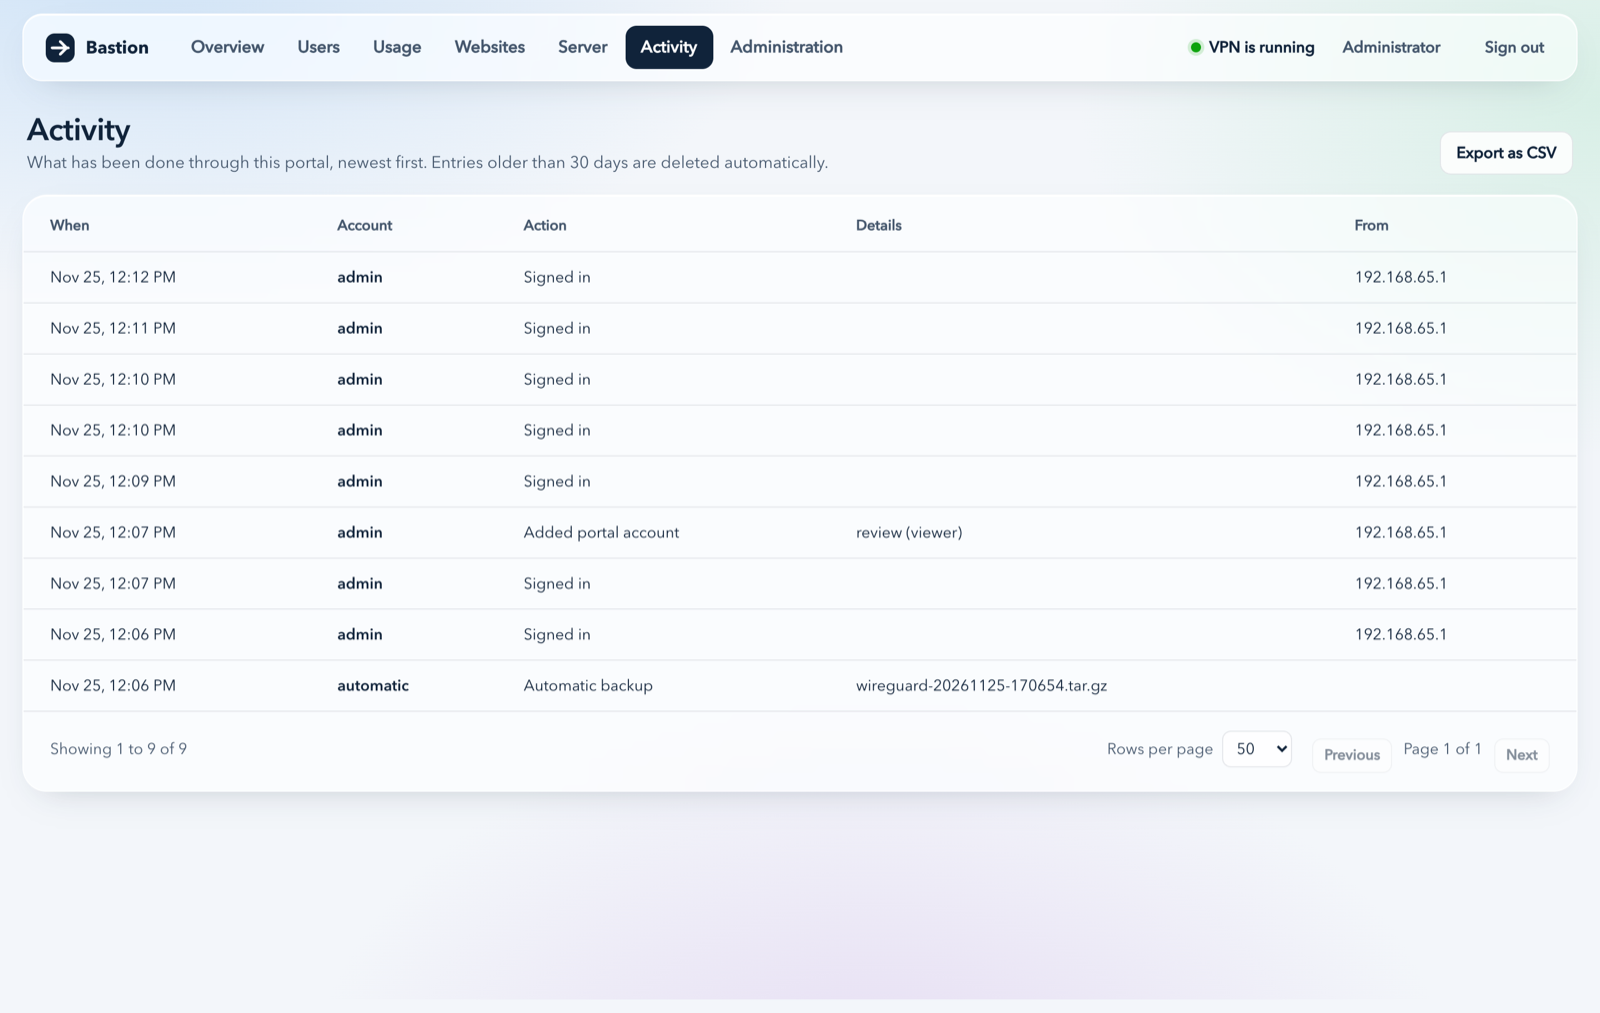 Bastion Overview Users Usage Websites Server Activity Administration VPN is running Administrator Sign out
Activity
What has been done through this portal, newest first. Entries older than 30 days are deleted automatically.
Export as CSV
When Account Action Details From
Nov 25, 12:12 PM admin Signed in 192.168.65.1
Nov 25, 12:11 PM admin Signed in 192.168.65.1
Nov 25, 12:10 PM admin Signed in 192.168.65.1
Nov 25, 12:10 PM admin Signed in 192.168.65.1
Nov 25, 12:09 PM admin Signed in 192.168.65.1
Nov 25, 12:07 PM admin Added portal account review (viewer) 192.168.65.1
Nov 25, 12:07 PM admin Signed in 192.168.65.1
Nov 25, 12:06 PM admin Signed in 192.168.65.1
Nov 25, 12:06 PM automatic Automatic backup wireguard-20261125-170654.tar.gz
Showing 1 to 9 of 9 Rows per page 50 Previous Page 1 of 1 Next